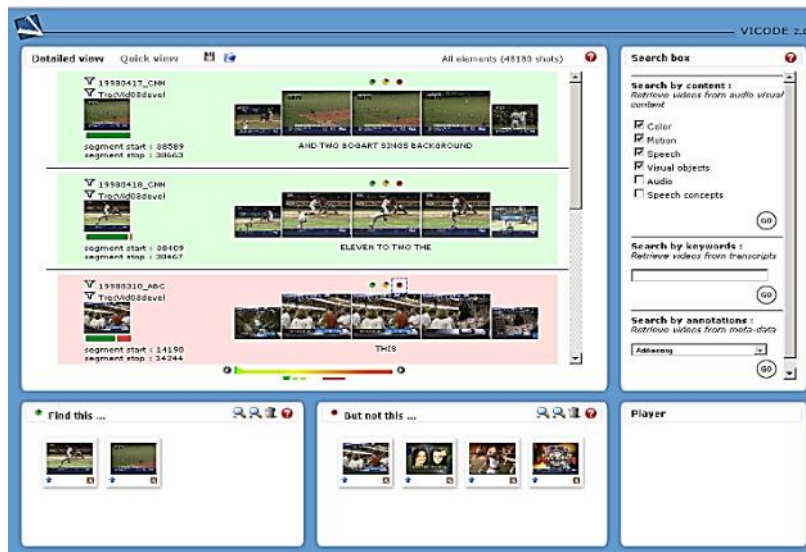 VICODE 2.0
Detailed view Quick view All elements (48180 shots)
19980417_CNN
TrecVid03devel
segment start : 38589
segment stop : 38663
AND TWO BOGART SINGS BACKGROUND
19980418_CNN
TrecVid03devel
segment start : 38409
segment stop : 38467
ELEVEN TO TWO THE
19980310_ABC
TrecVid03devel
segment start : 14190
segment stop : 14244
THIS
Search box
Search by content :
Retrieve videos from audio visual
content
Color
Motion
Speech
Visual objects
Audio
Speech concepts
GO
Search by keywords :
Retrieve videos from transcripts
GO
Search by annotations :
Retrieve videos from meta-data
Addressing
GO
Find this ...
But not this ...
Player